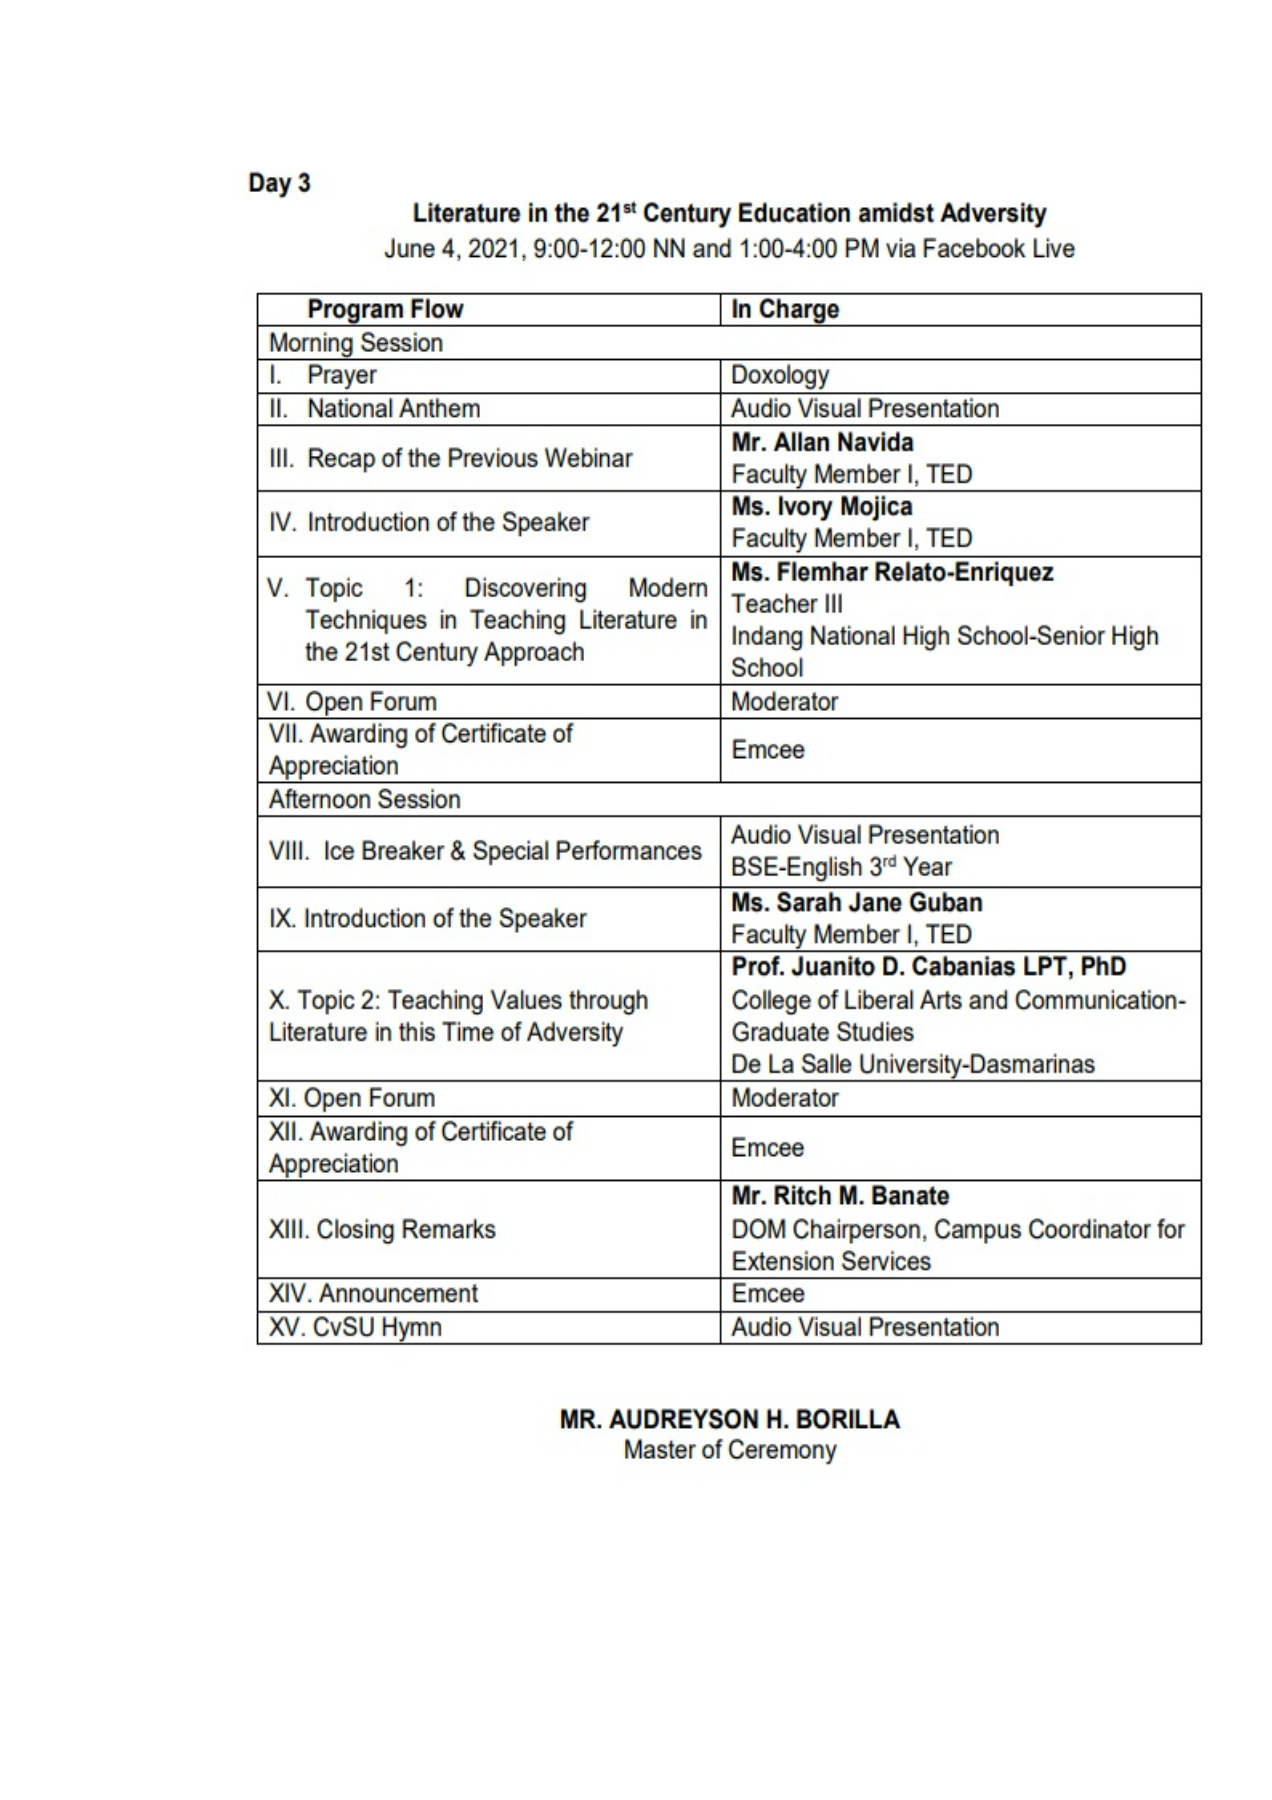 Day 3
Literature in the 21st Century Education amidst Adversity
June 4, 2021, 9:00-12:00 NN and 1:00-4:00 PM via Facebook Live
Program Flow
In Charge
Morning Session
I. Prayer
Doxology
II. National Anthem
Audio Visual Presentation
III. Recap of the Previous Webinar
Mr. Allan Navida
Faculty Member I, TED
IV. Introduction of the Speaker
Ms. Ivory Mojica
Faculty Member I, TED
V. Topic 1: Discovering Modern
Techniques in Teaching Literature in
the 21st Century Approach
Ms. Flemhar Relato-Enriquez
Teacher III
Indang National High School-Senior High
School
VI. Open Forum
Moderator
VII. Awarding of Certificate of
Appreciation
Emcee
Afternoon Session
VIII. Ice Breaker & Special Performances
Audio Visual Presentation
BSE-English 3rd Year
IX. Introduction of the Speaker
Ms. Sarah Jane Guban
Faculty Member I, TED
X. Topic 2: Teaching Values through
Literature in this Time of Adversity
Prof. Juanito D. Cabanias LPT, PhD
College of Liberal Arts and Communication-
Graduate Studies
De La Salle University-Dasmarinas
XI. Open Forum
Moderator
XII. Awarding of Certificate of
Appreciation
Emcee
XIII. Closing Remarks
Mr. Ritch M. Banate
DOM Chairperson, Campus Coordinator for
Extension Services
XIV. Announcement
Emcee
XV. CvSU Hymn
Audio Visual Presentation
MR. AUDREYSON H. BORILLA
Master of Ceremony